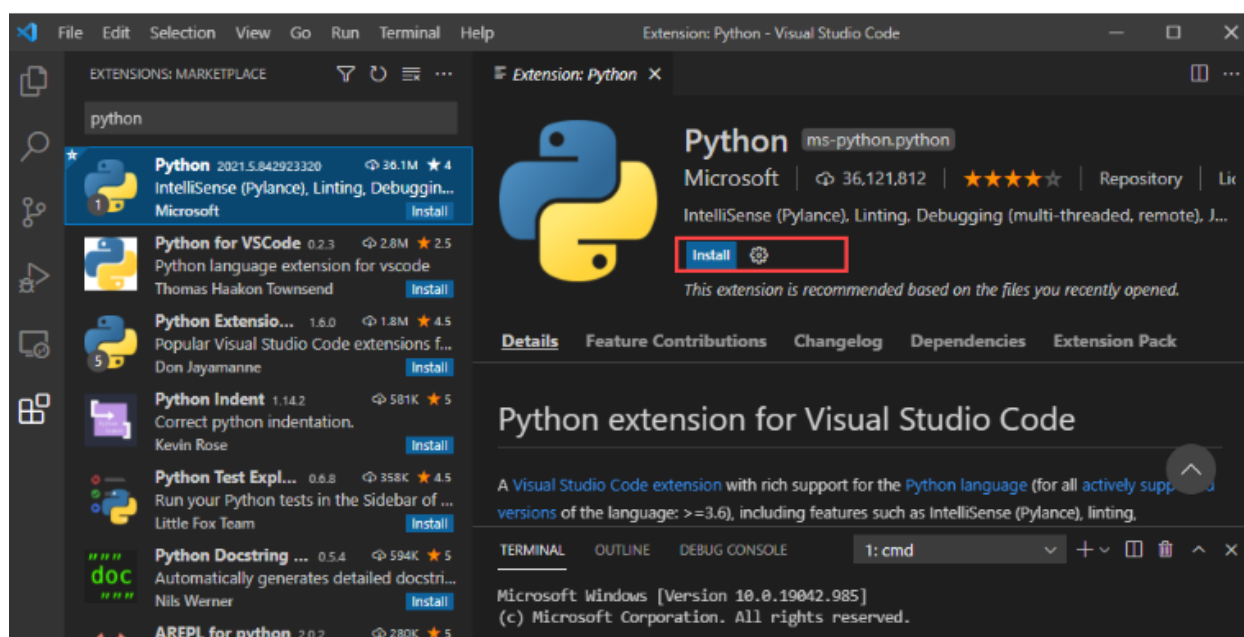 File Edit Selection View Go Run Terminal Help
Extension: Python - Visual Studio Code
EXTENSIONS: MARKETPLACE
python
Python 2021.5.842923320 36.1M ★ 4
IntelliSense (Pylance), Linting, Debuggin...
1
Microsoft Install
Python for VSCode 0.2.3 2.8M ★ 2.5
Python language extension for vscode
Thomas Haakon Townsend Install
Python Extensio... 1.6.0 1.8M ★ 4.5
Popular Visual Studio Code extensions f...
5
Don Jayamanne Install
Python Indent 1.14.2 581K ★ 5
Correct python indentation.
Kevin Rose Install
Python Test Expl... 0.6.8 358K ★ 4.5
Run your Python tests in the Sidebar of ...
Little Fox Team Install
"""
doc
"""
Python Docstring ... 0.5.4 594K ★ 5
Automatically generates detailed docstri...
Nils Werner Install
AREPL for python 2.0.2 280K ★ 5
Extension: Python
Python ms-python.python
Microsoft 36,121,812 ★★★★☆ Repository Lic
IntelliSense (Pylance), Linting, Debugging (multi-threaded, remote), J...
Install
This extension is recommended based on the files you recently opened.
Details Feature Contributions Changelog Dependencies Extension Pack
Python extension for Visual Studio Code
A Visual Studio Code extension with rich support for the Python language (for all actively
versions of the language: >=3.6), including features such as IntelliSense (Pylance), linting,
TERMINAL OUTLINE DEBUG CONSOLE 1: cmd
Microsoft Windows [Version 10.0.19042.985]
(c) Microsoft Corporation. All rights reserved.